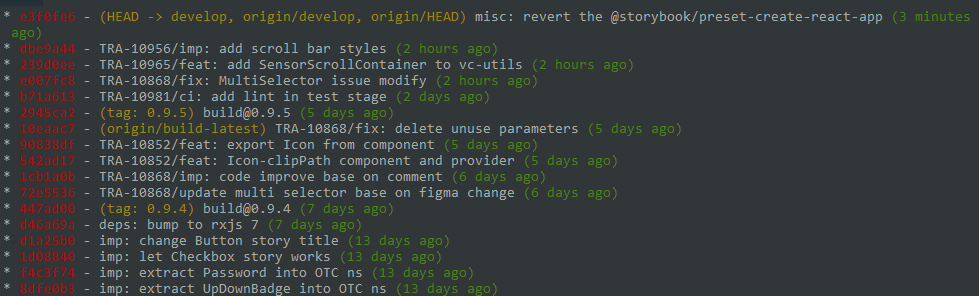 * e3f0fe6 - (HEAD -> develop, origin/develop, origin/HEAD) misc: revert the @storybook/preset-create-react-app (3 minutes
ago)
* dbe9a44 - TRA-10956/imp: add scroll bar styles (2 hours ago)
* 239d0ee - TRA-10965/feat: add SensorScrollContainer to vc-utils (2 hours ago)
* e007fc8 - TRA-10868/fix: MultiSelector issue modify (2 hours ago)
* b71a613 - TRA-10981/ci: add lint in test stage (2 days ago)
* 2945ca2 - (tag: 0.9.5) build@0.9.5 (5 days ago)
* 10eaac7 - (origin/build-latest) TRA-10868/fix: delete unuse parameters (5 days ago)
* 90838df - TRA-10852/feat: export Icon from component (5 days ago)
* 542ad17 - TRA-10852/feat: Icon-clipPath component and provider (5 days ago)
* 1cb1a0b - TRA-10868/imp: code improve base on comment (6 days ago)
* 72e5536 - TRA-10868/update multi selector base on figma change (6 days ago)
* 447ad00 - (tag: 0.9.4) build@0.9.4 (7 days ago)
* d46a69a - deps: bump to rxjs 7 (7 days ago)
* d1a25b0 - imp: change Button story title (13 days ago)
* 1d08840 - imp: let Checkbox story works (13 days ago)
* f4c3f74 - imp: extract Password into OTC ns (13 days ago)
* 8dfe0b3 - imp: extract UpDownBadge into OTC ns (13 days ago)